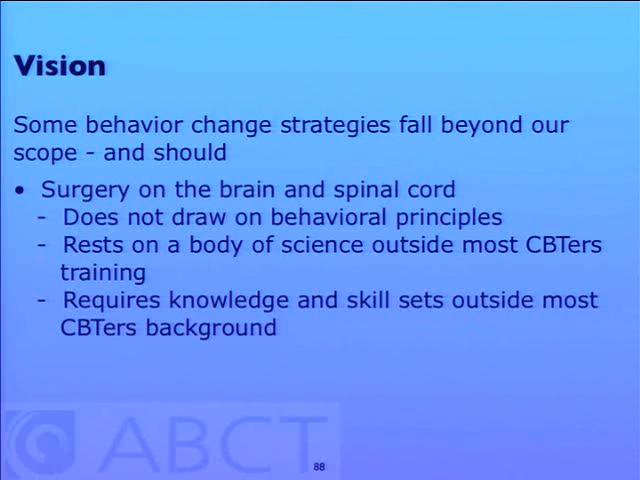 Vision
Some behavior change strategies fall beyond our
scope - and should
• Surgery on the brain and spinal cord
- Does not draw on behavioral principles
- Rests on a body of science outside most CBTers
training
- Requires knowledge and skill sets outside most
CBTers background
ABCT
88